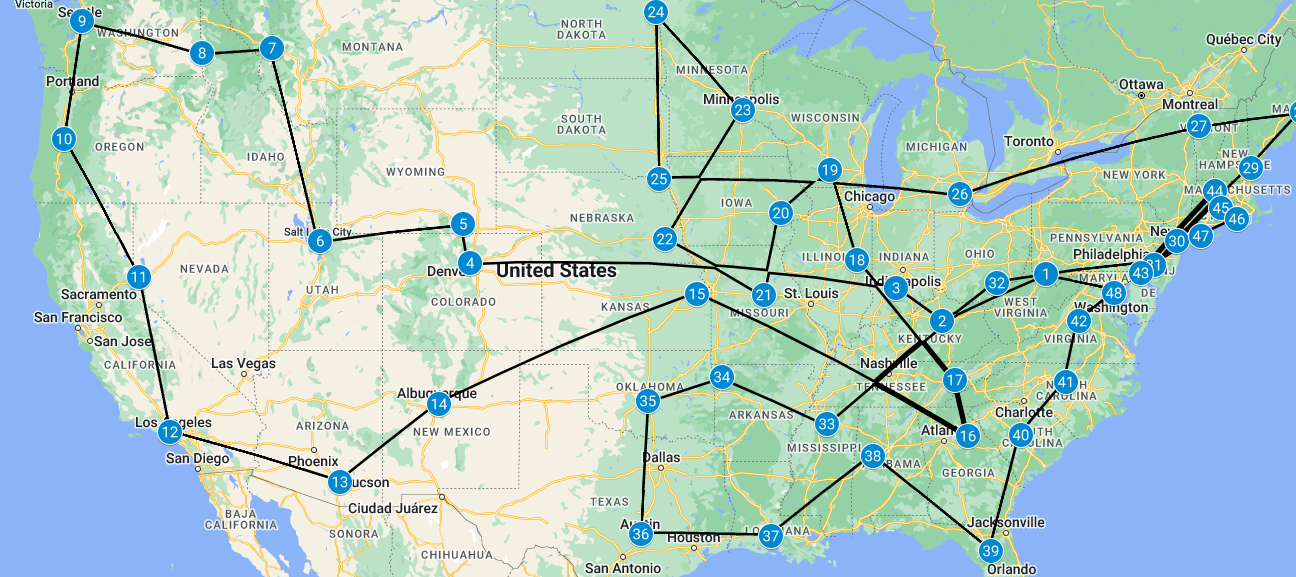 Victoria
24
Québec City
Seattle
9
WASHINGTON
8
7
MONTANA
NORTH
DAKOTA
MINNESOTA
Ottawa
Montreal
Portland
Minneapolis
23
WISCONSIN
27
VERMONT
10
OREGON
SOUTH
DAKOTA
Toronto
MICHIGAN
IDAHO
WYOMING
25
19
26
NEW YORK
NEW
HAMPSHIRE
29
MASSACHUSETTS
44
45
46
Chicago
IOWA
20
NEBRASKA
5
Salt Lake City
6
22
PENNSYLVANIA
New
30
47
4
Denver
United States
ILLINOIS
18
INDIANA
OHIO
Philadelphia
31
43
NJ
11
NEVADA
Sacramento
UTAH
COLORADO
KANSAS
15
21
MISSOURI
St. Louis
Indianapolis
3
32
1
MARYLAND
48
DE
Washington
WEST
VIRGINIA
San Francisco
San Jose
2
42
KENTUCKY
VIRGINIA
CALIFORNIA
Las Vegas
Nashville
TENNESSEE
17
OKLAHOMA
34
35
41
NORTH
CAROLINA
Albuquerque
14
ARKANSAS
33
Charlotte
Los Angeles
12
ARIZONA
NEW MEXICO
Atlanta
16
40
SOUTH
CAROLINA
MISSISSIPPI
38
ALABAMA
San Diego
Phoenix
13
Tucson
Dallas
GEORGIA
Ciudad Juárez
TEXAS
BAJA
CALIFORNIA
SONORA
CHIHUAHUA
Austin
36
Houston
37
LOUISIANA
San Antonio
Jacksonville
39
Orlando